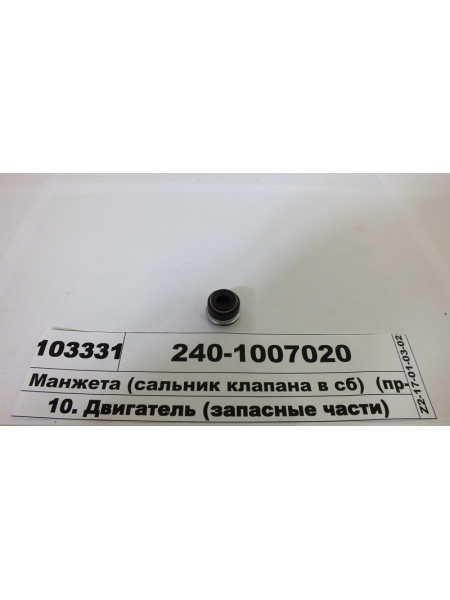 103331 240-1007020
Манжета (сальник клапана в сб) (пр-
10. Двигатель (запасные части)
Z2-17-01-03-02